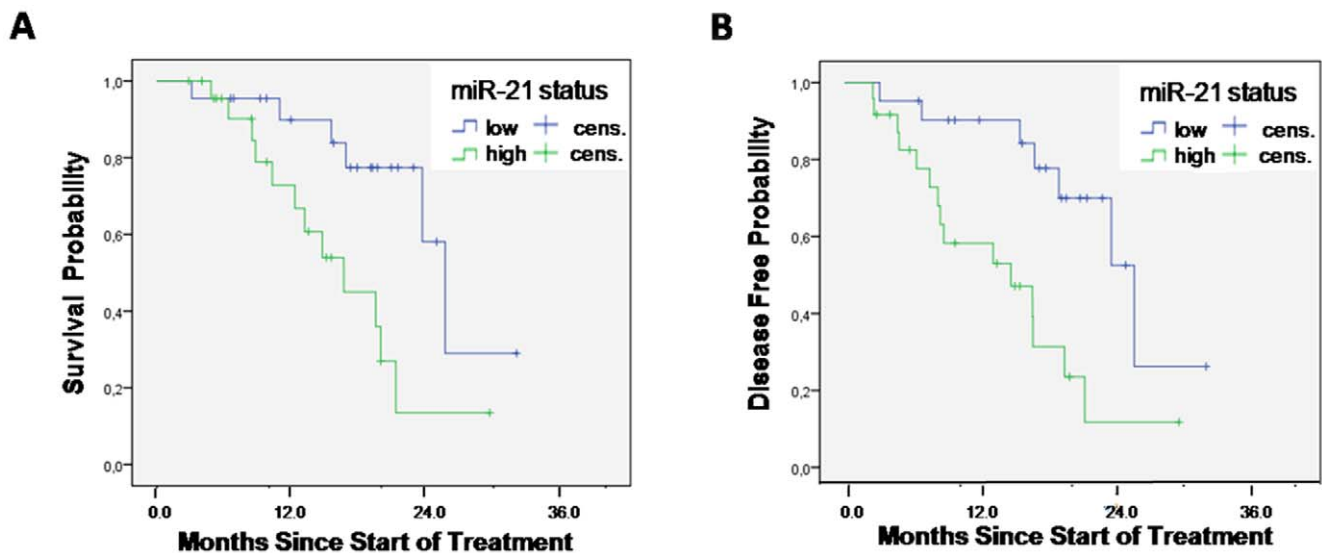 A
miR-21 status
low cens.
high cens.
1,0
0,8
0,6
0,4
0,2
0,0
Survival Probability
0.0 12.0 24.0 36.0
Months Since Start of Treatment
B
miR-21 status
low cens.
high cens.
1,0
0,8
0,6
0,4
0,2
0,0
Disease Free Probability
0.0 12.0 24.0 36.0
Months Since Start of Treatment